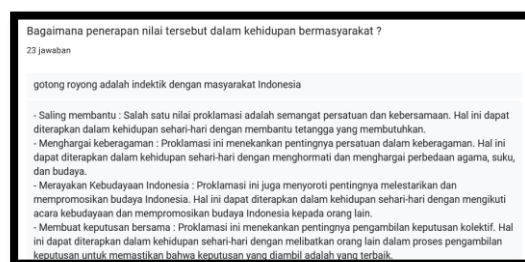 Bagaimana penerapan nilai tersebut dalam kehidupan bermasyarakat ?
23 jawaban
gotong royong adalah indektik dengan masyarakat Indonesia
- Saling membantu : Salah satu nilai proklamasi adalah semangat persatuan dan kebersamaan. Hal ini dapat
diterapkan dalam kehidupan sehari-hari dengan membantu tetangga yang membutuhkan.
- Menghargai keberagaman : Proklamasi ini menekankan pentingnya persatuan dalam keberagaman. Hal ini
dapat diterapkan dalam kehidupan sehari-hari dengan menghormati dan menghargai perbedaan agama, suku,
dan budaya.
- Merayakan Kebudayaan Indonesia : Proklamasi ini juga menyoroti pentingnya melestarikan dan
mempromosikan budaya Indonesia. Hal ini dapat diterapkan dalam kehidupan sehari-hari dengan mengikuti
acara kebudayaan dan mempromosikan budaya Indonesia kepada orang lain.
- Membuat keputusan bersama : Proklamasi ini menekankan pentingnya pengambilan keputusan kolektif. Hal
ini dapat diterapkan dalam kehidupan sehari-hari dengan melibatkan orang lain dalam proses pengambilan
keputusan untuk memastikan bahwa keputusan yang diambil adalah yang terbaik.